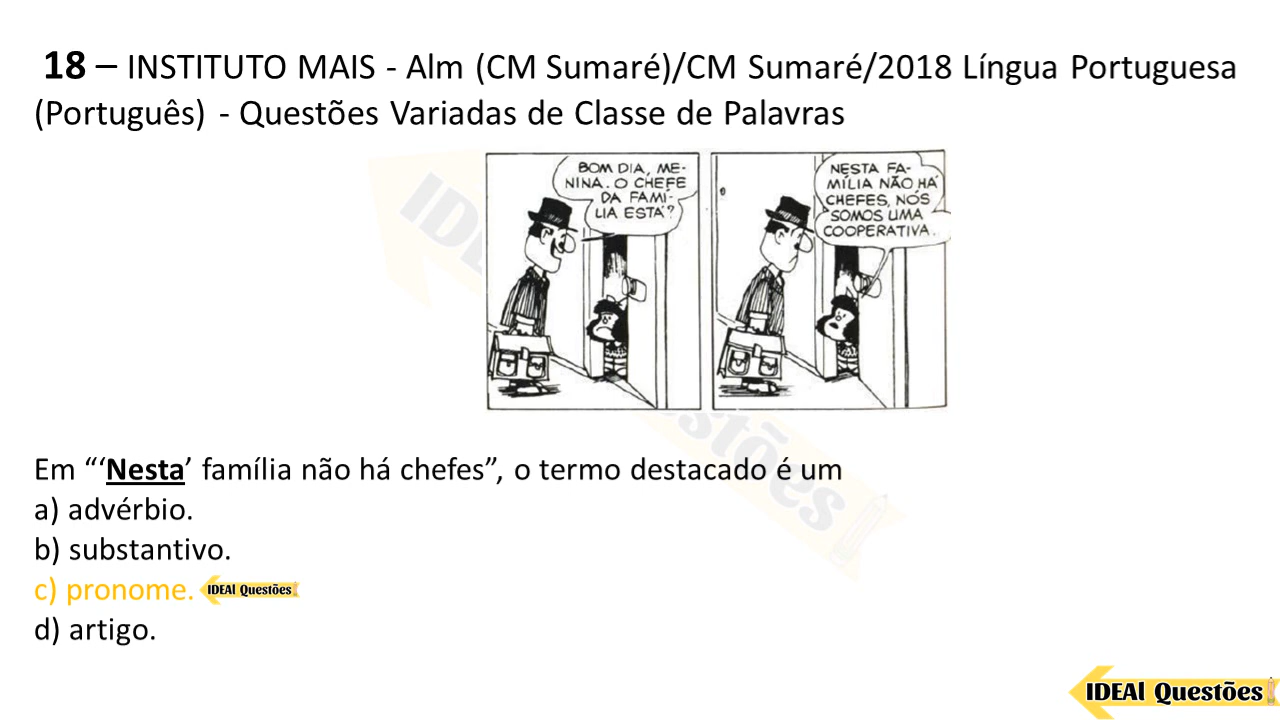 18 – INSTITUTO MAIS - Alm (CM Sumaré)/CM Sumaré/2018 Língua Portuguesa
(Português) - Questões Variadas de Classe de Palavras
BOM DIA, ME-
NINA. O CHEFE
DA FAMÍ-
LIA ESTÁ?
NESTA FA-
MÍLIA NÃO HÁ
CHEFES, NÓS
SOMOS UMA
COOPERATIVA.
Em “‘Nesta’ família não há chefes”, o termo destacado é um
a) advérbio.
b) substantivo.
c) pronome. IDEAl Questões
d) artigo.
IDEAl Questões